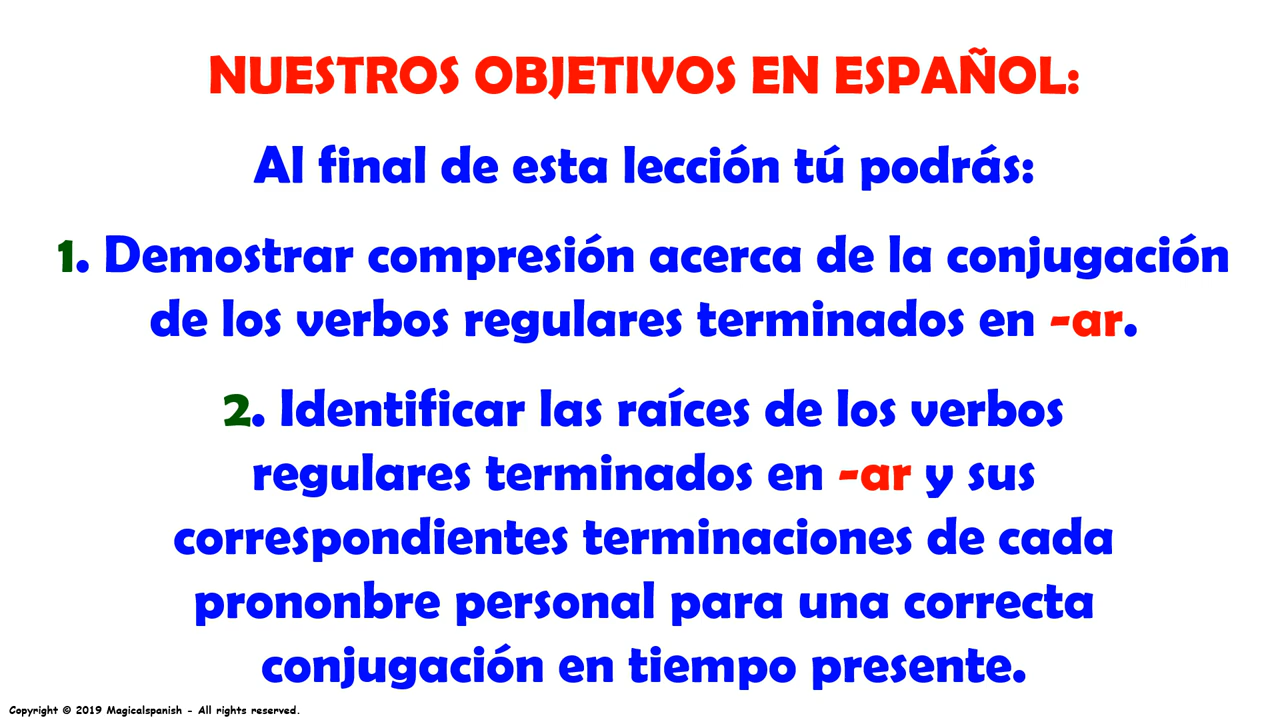 NUESTROS OBJETIVOS EN ESPAÑOL:
Al final de esta lección tú podrás:
1. Demostrar compresión acerca de la conjugación
de los verbos regulares terminados en -ar.
2. Identificar las raíces de los verbos
regulares terminados en -ar y sus
correspondientes terminaciones de cada
prononbre personal para una correcta
conjugación en tiempo presente.
Copyright © 2019 Magicalspanish - All rights reserved.